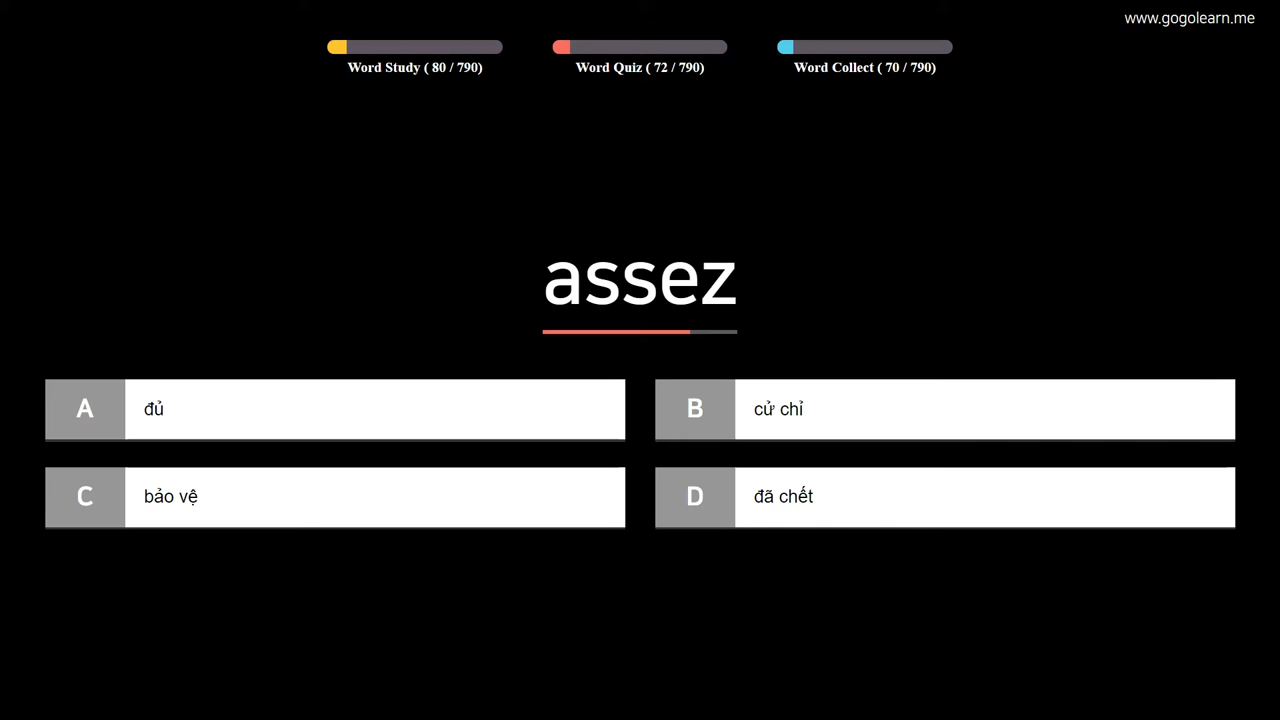 www.gogolearn.me
Word Study ( 80 / 790)
Word Quiz ( 72 / 790)
Word Collect ( 70 / 790)
assez
A đủ
B cử chỉ
C bảo vệ
D đã chết